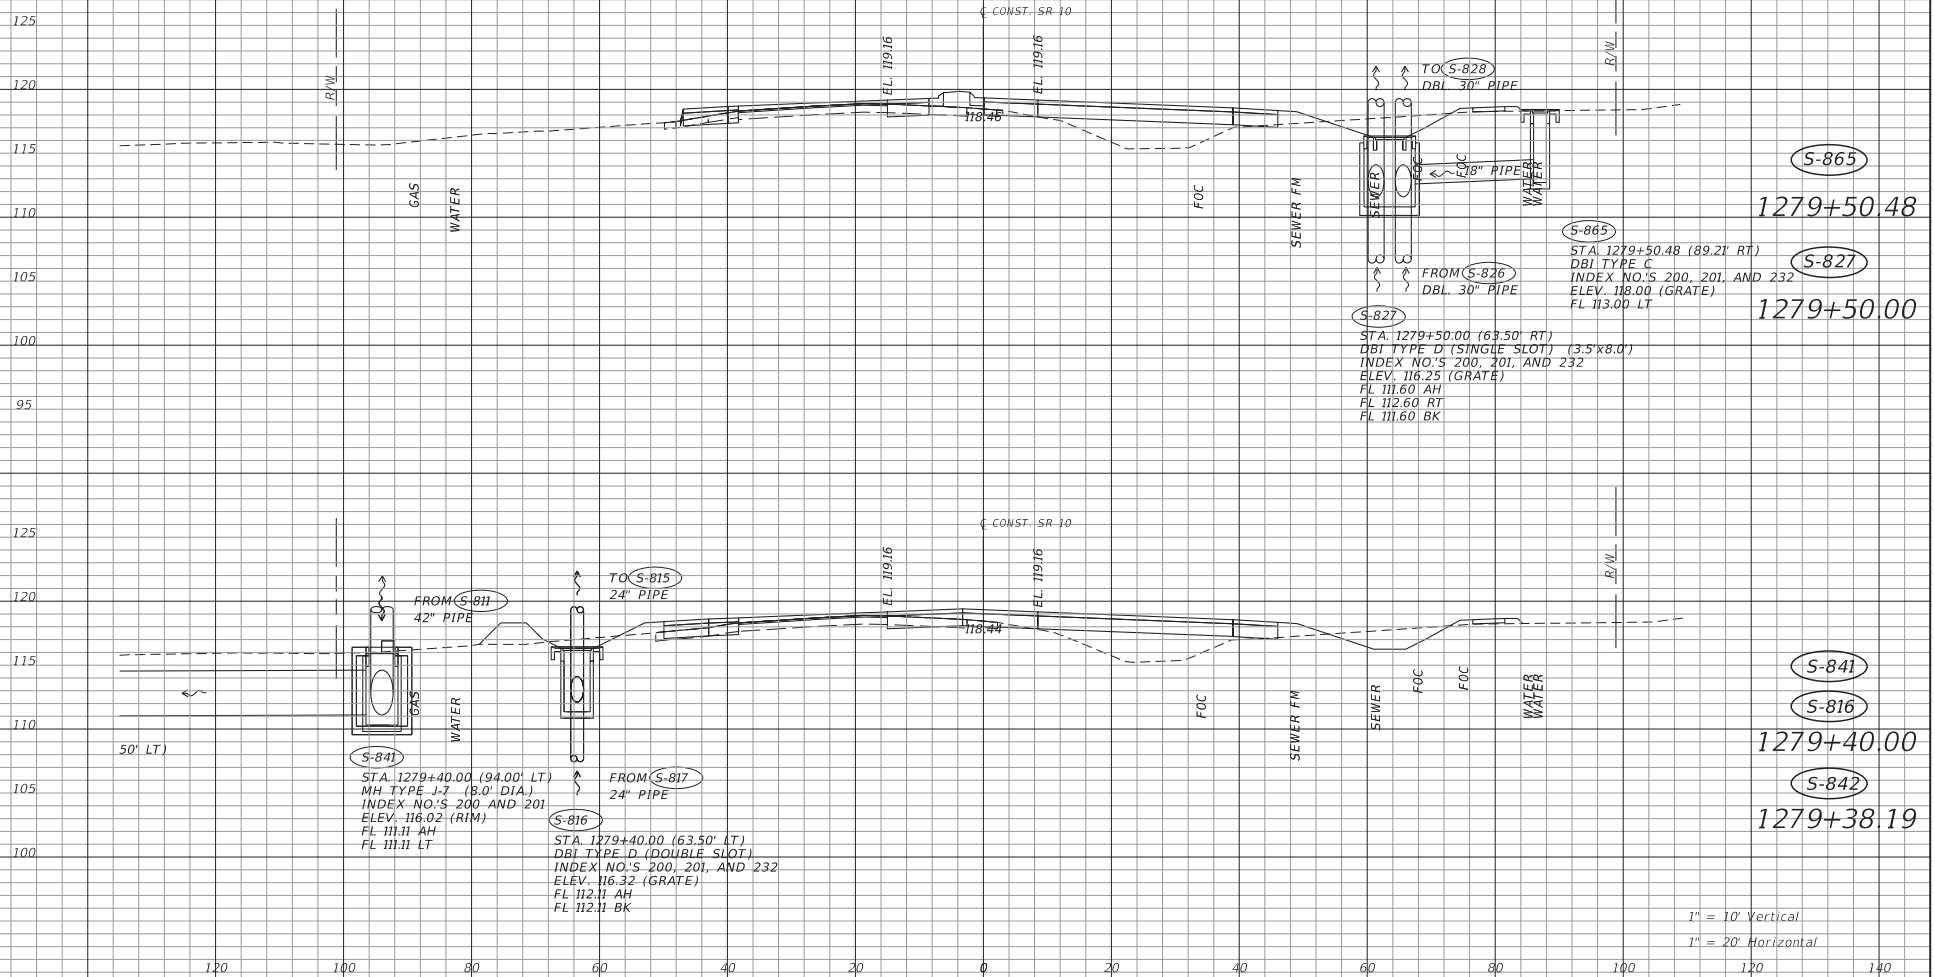 125
120
115
110
105
100
95
℄ CONST. SR 10
R/W
EL. 119.16
EL. 119.16
118.46
R/W
TO S-828
DBL. 30" PIPE
GAS
WATER
FOC
SEWER FM
SEWER
FOC
FOC
18" PIPE
WATER
WATER
FROM S-826
DBL. 30" PIPE
S-865
STA. 1279+50.48 (89.21' RT)
DBI TYPE C
INDEX NO.'S 200, 201, AND 232
ELEV. 118.00 (GRATE)
FL 113.00 LT
S-827
STA. 1279+50.00 (63.50' RT)
DBI TYPE D (SINGLE SLOT) (3.5'x8.0')
INDEX NO.'S 200, 201, AND 232
ELEV. 116.25 (GRATE)
FL 111.60 AH
FL 112.60 RT
FL 111.60 BK
S-865
1279+50.48
S-827
1279+50.00
125
120
115
110
105
100
℄ CONST. SR 10
EL. 119.16
EL. 119.16
118.44
R/W
FROM S-811
42" PIPE
TO S-815
24" PIPE
GAS
WATER
FOC
SEWER FM
SEWER
FOC
FOC
WATER
WATER
50' LT)
S-841
STA. 1279+40.00 (94.00' LT)
MH TYPE J-7 (8.0' DIA.)
INDEX NO.'S 200 AND 201
ELEV. 116.02 (RIM)
FL 111.11 AH
FL 111.11 LT
FROM S-817
24" PIPE
S-816
STA. 1279+40.00 (63.50' LT)
DBI TYPE D (DOUBLE SLOT)
INDEX NO.'S 200, 201, AND 232
ELEV. 116.32 (GRATE)
FL 112.11 AH
FL 112.11 BK
S-841
S-816
1279+40.00
S-842
1279+38.19
1" = 10' Vertical
1" = 20' Horizontal
120 100 80 60 40 20 0 20 40 60 80 100 120 140